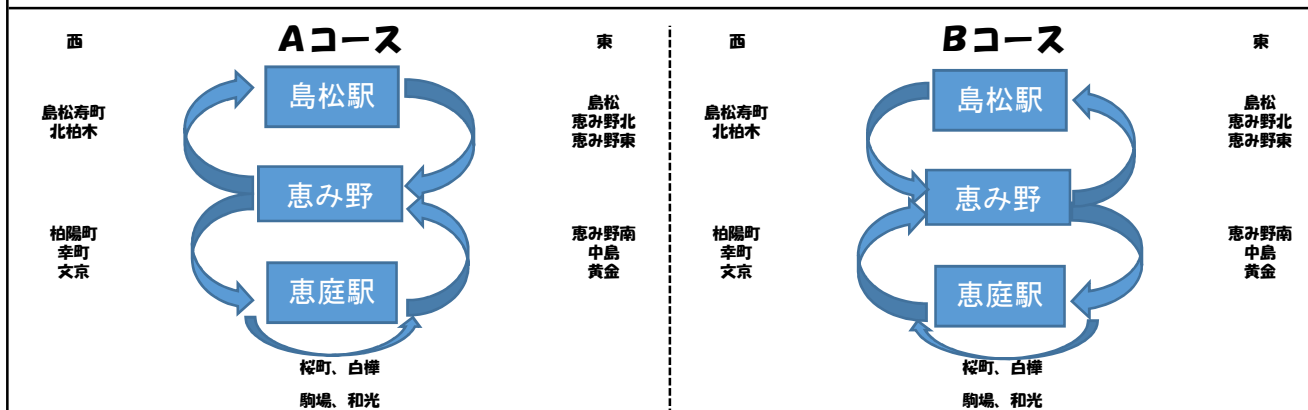 西
Aコース
東
島松駅
島松寿町
北柏木
島松
恵み野北
恵み野東
恵み野
柏陽町
幸町
文京
恵み野南
中島
黄金
恵庭駅
桜町、白樺
駒場、和光
西
Bコース
東
島松駅
島松寿町
北柏木
島松
恵み野北
恵み野東
恵み野
柏陽町
幸町
文京
恵み野南
中島
黄金
恵庭駅
桜町、白樺
駒場、和光